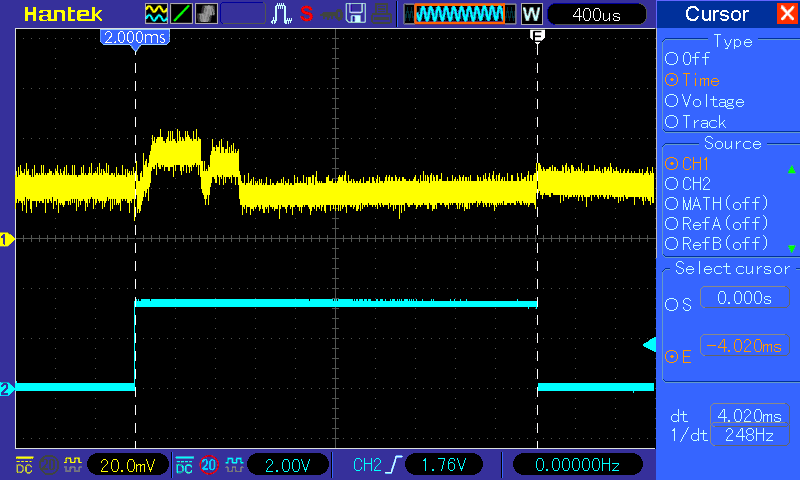 Hantek
S
W
400us
Cursor
2.000ms
E
Type
Off
Time
Voltage
Track
Source
CH1
CH2
MATH(off)
RefA(off)
RefB(off)
Select cursor
S 0.000s
E -4.020ms
dt 4.020ms
1/dt 248Hz
1
2
DC 20 20.0mV DC 20 2.00V CH2 1.76V 0.00000Hz